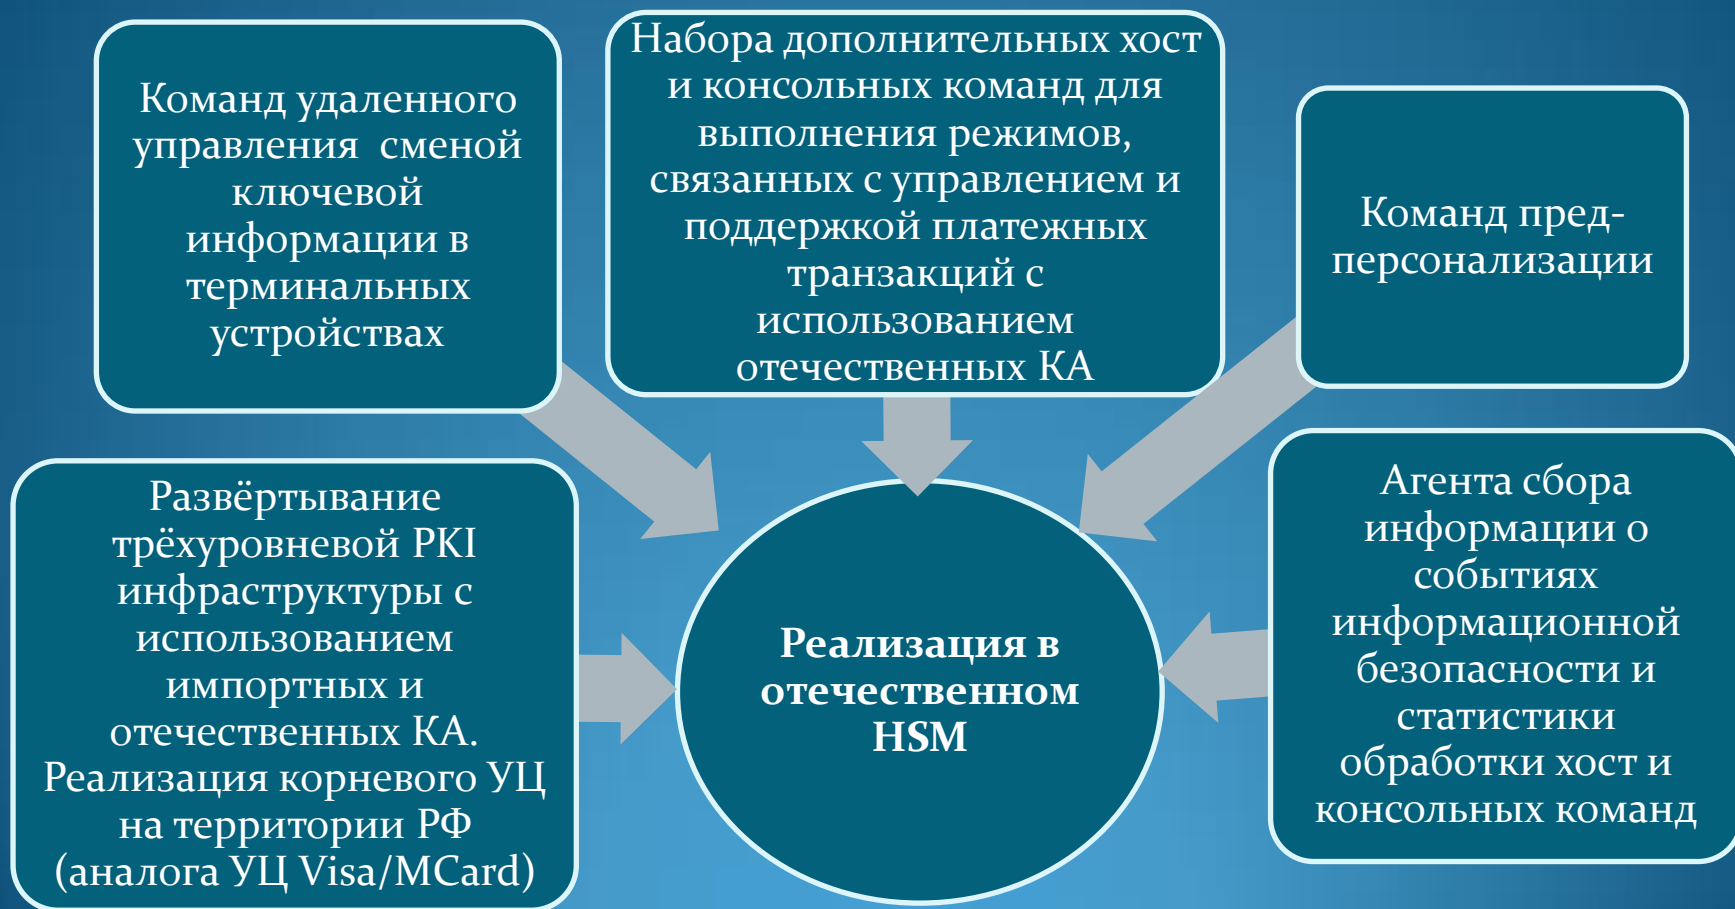 Команд удаленного
управления сменой
ключевой
информации в
терминальных
устройствах
Набора дополнительных хост
и консольных команд для
выполнения режимов,
связанных с управлением и
поддержкой платежных
транзакций с
использованием
отечественных КА
Команд пред-
персонализации
Развёртывание
трёхуровневой PKI
инфраструктуры с
использованием
импортных и
отечественных КА.
Реализация корневого УЦ
на территории РФ
(аналога УЦ Visa/MCard)
Реализация в
отечественном
HSM
Агента сбора
информации о
событиях
информационной
безопасности и
статистики
обработки хост и
консольных команд